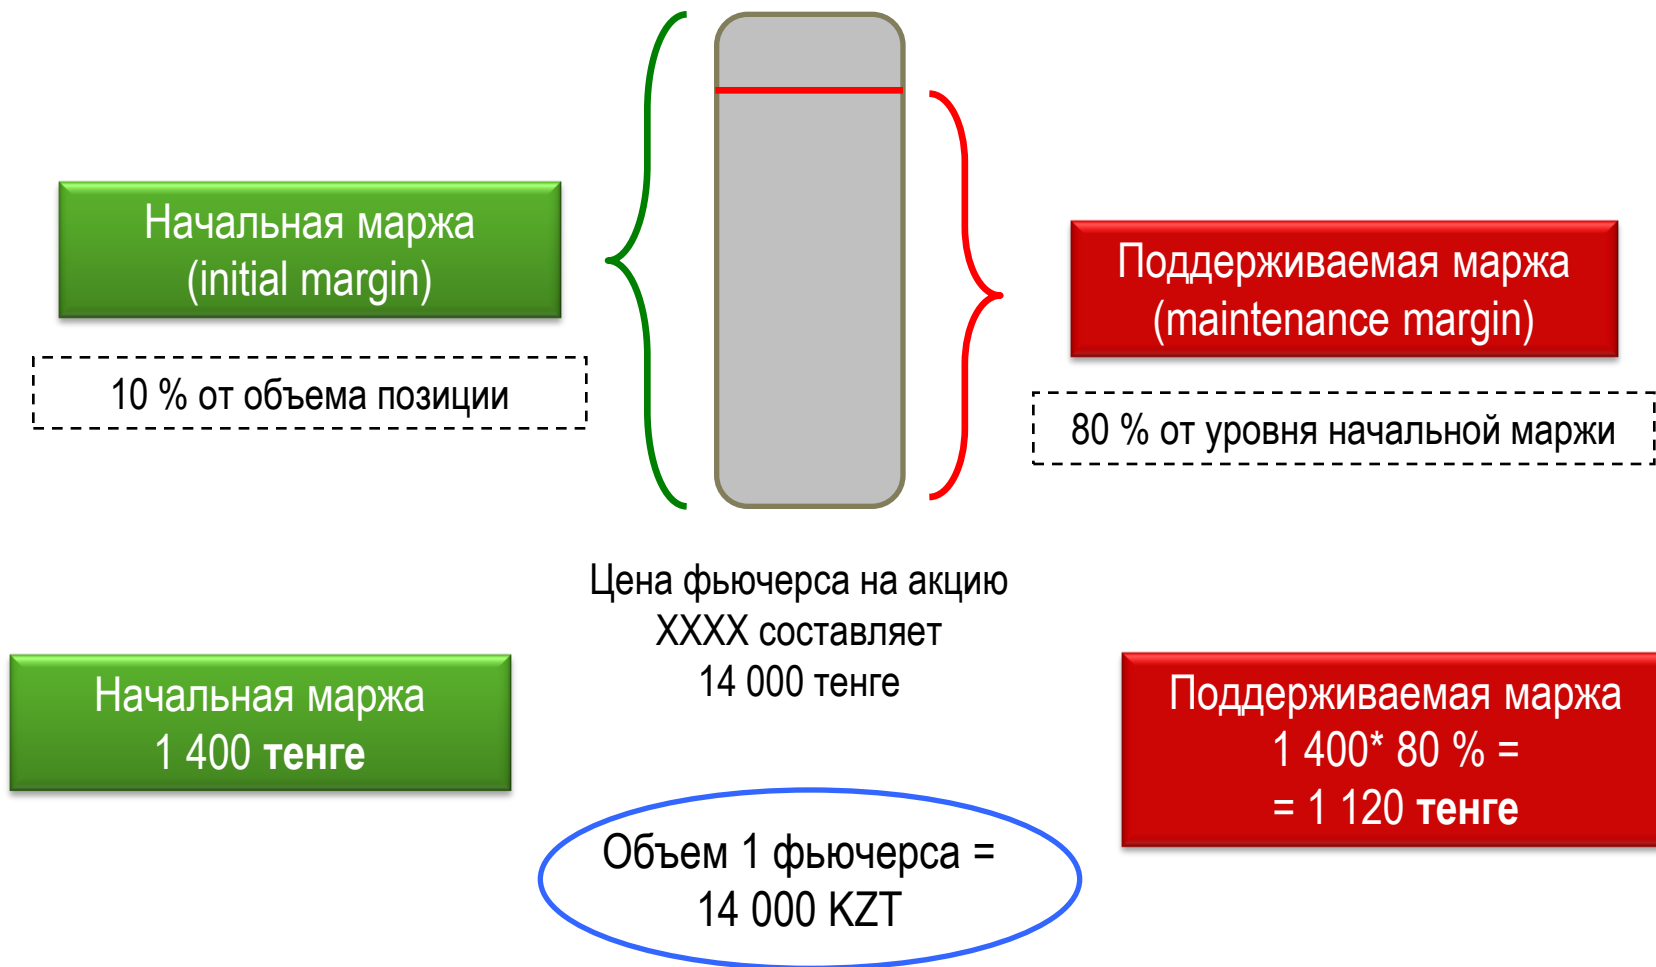 Начальная маржа
(initial margin)
10 % от объема позиции
Поддерживаемая маржа
(maintenance margin)
80 % от уровня начальной маржи
Цена фьючерса на акцию
XXXX составляет
14 000 тенге
Начальная маржа
1 400 тенге
Поддерживаемая маржа
1 400* 80 % =
= 1 120 тенге
Объем 1 фьючерса =
14 000 KZT